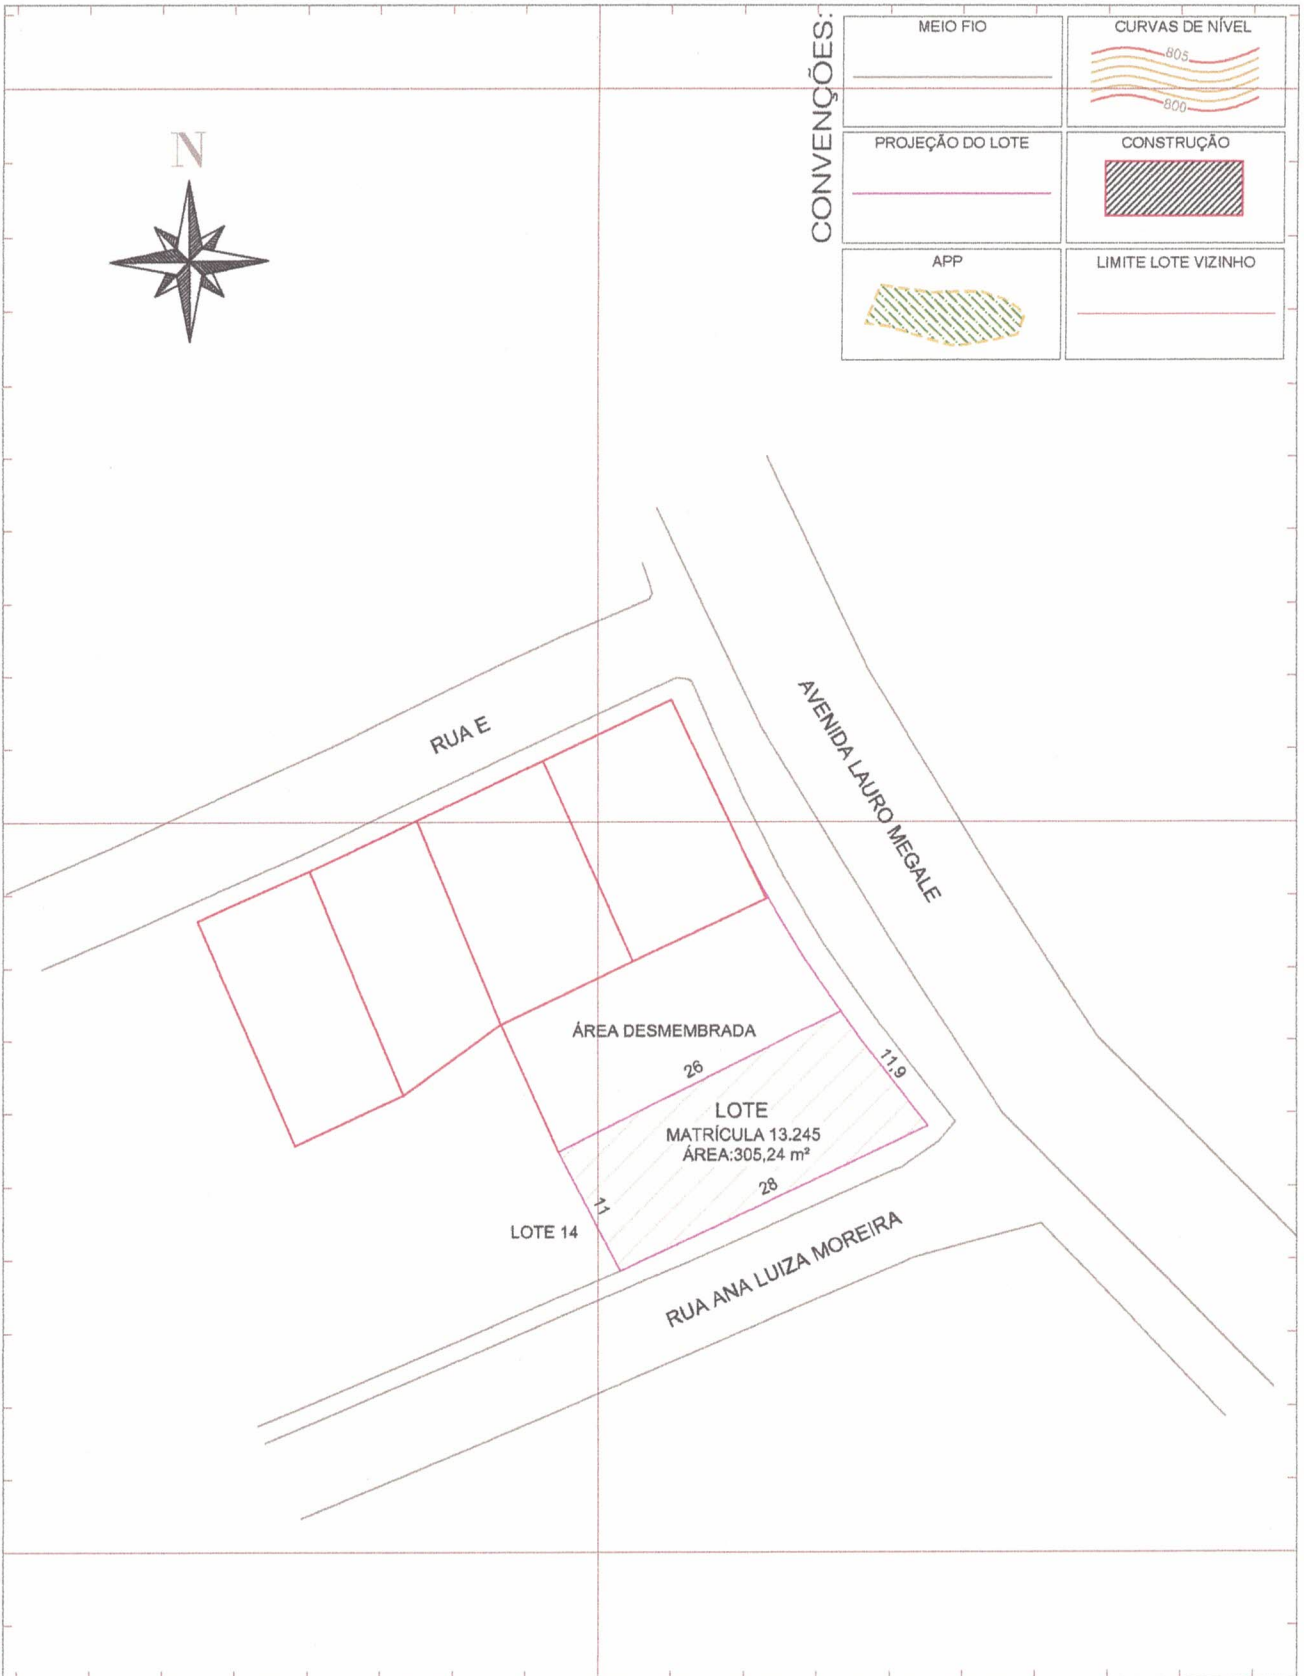 CONVENÇÕES:
MEIO FIO
CURVAS DE NÍVEL
805
800
PROJEÇÃO DO LOTE
CONSTRUÇÃO
APP
LIMITE LOTE VIZINHO
N
RUA E
AVENIDA LAURO MEGALE
ÁREA DESMEMBRADA
26
11,9
LOTE
MATRÍCULA 13.245
ÁREA:305,24 m²
28
11
LOTE 14
RUA ANA LUIZA MOREIRA